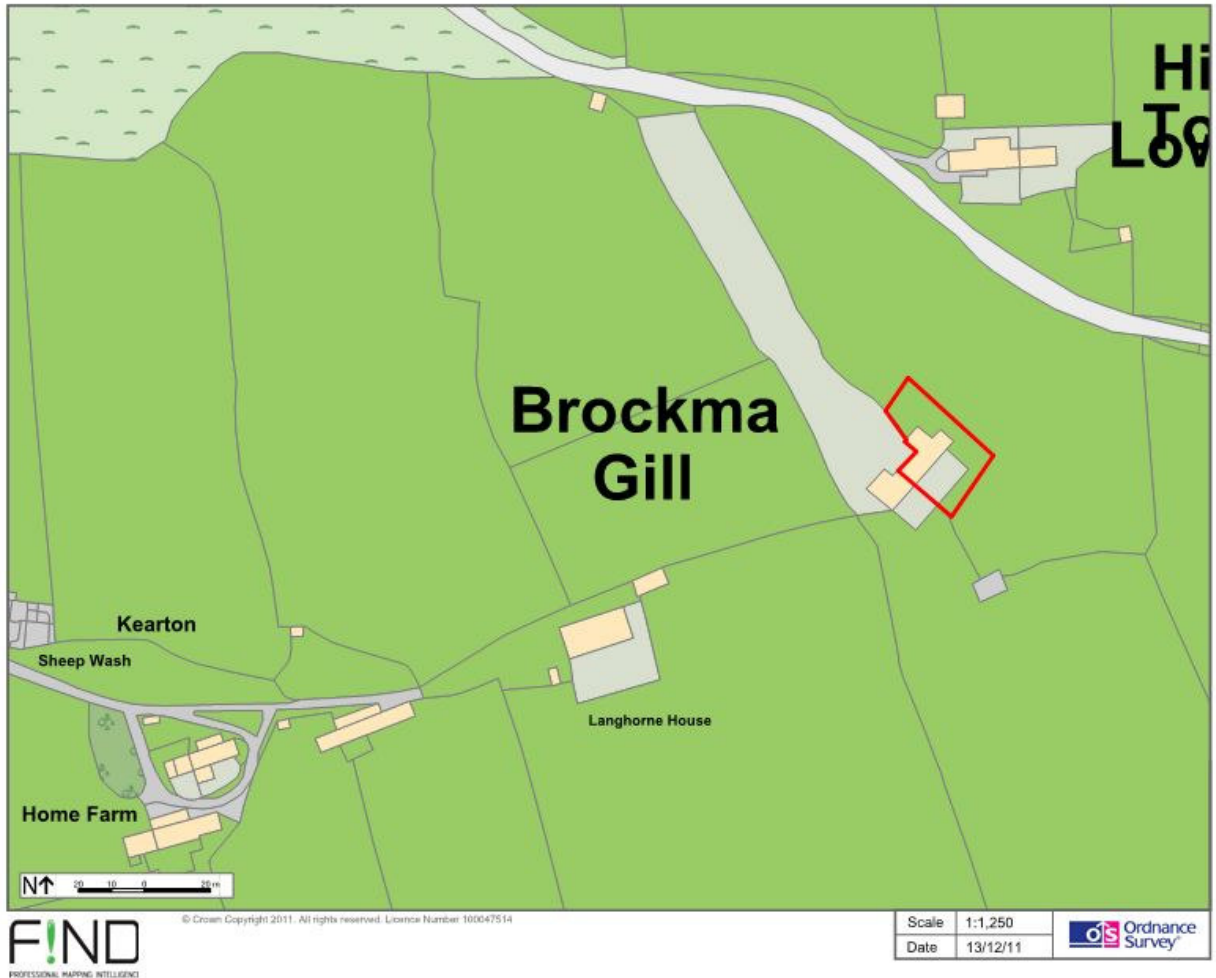 Hi
To
Low
Brockma
Gill
Kearton
Sheep Wash
Langhorne House
Home Farm
N↑ 20 10 0 20 m
© Crown Copyright 2011. All rights reserved. Licence Number 100047514
F!ND
PROFESSIONAL MAPPING INTELLIGENCE
Scale 1:1,250
Date 13/12/11
OS Ordnance
Survey®